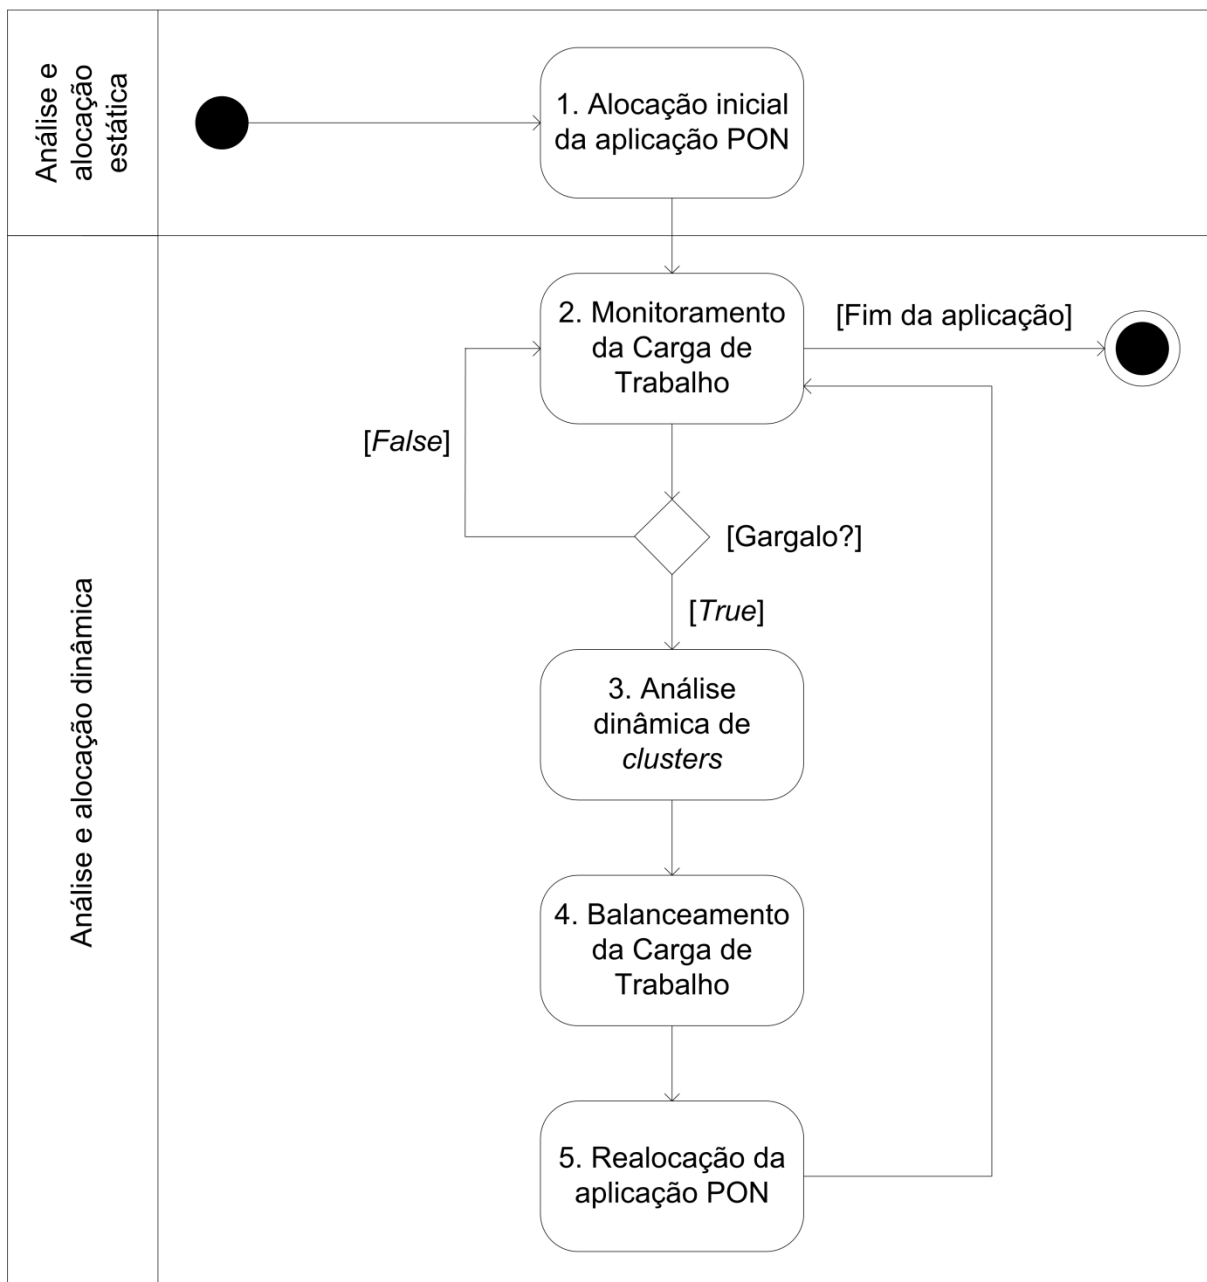 Análise e
alocação
estática
1. Alocação inicial
da aplicação PON
2. Monitoramento
da Carga de
Trabalho
[Fim da aplicação]
[False]
[Gargalo?]
[True]
Análise e alocação dinâmica
3. Análise
dinâmica de
clusters
4. Balanceamento
da Carga de
Trabalho
5. Realocação da
aplicação PON